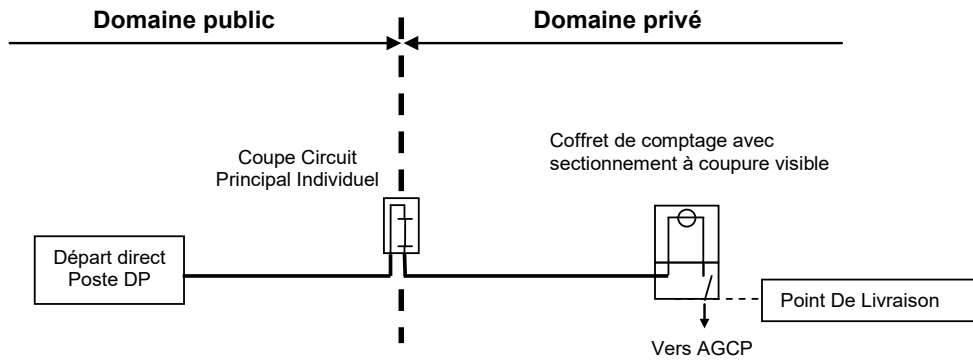 Domaine public
Domaine privé
Coupe Circuit
Principal Individuel
Coffret de comptage avec
sectionnement à coupure visible
Départ direct
Poste DP
Point De Livraison
Vers AGCP